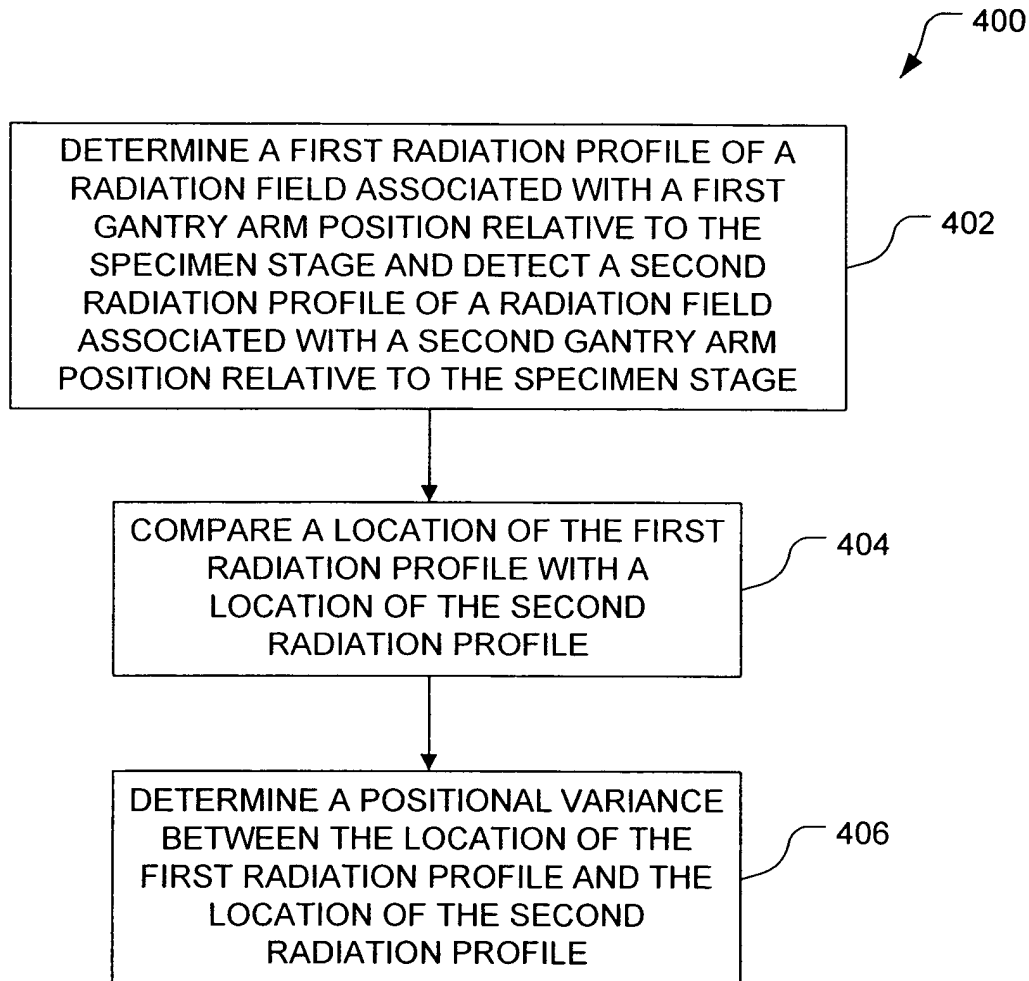 400
DETERMINE A FIRST RADIATION PROFILE OF A
RADIATION FIELD ASSOCIATED WITH A FIRST
GANTRY ARM POSITION RELATIVE TO THE
SPECIMEN STAGE AND DETECT A SECOND
RADIATION PROFILE OF A RADIATION FIELD
ASSOCIATED WITH A SECOND GANTRY ARM
POSITION RELATIVE TO THE SPECIMEN STAGE
402
COMPARE A LOCATION OF THE FIRST
RADIATION PROFILE WITH A
LOCATION OF THE SECOND
RADIATION PROFILE
404
DETERMINE A POSITIONAL VARIANCE
BETWEEN THE LOCATION OF THE
FIRST RADIATION PROFILE AND THE
LOCATION OF THE SECOND
RADIATION PROFILE
406